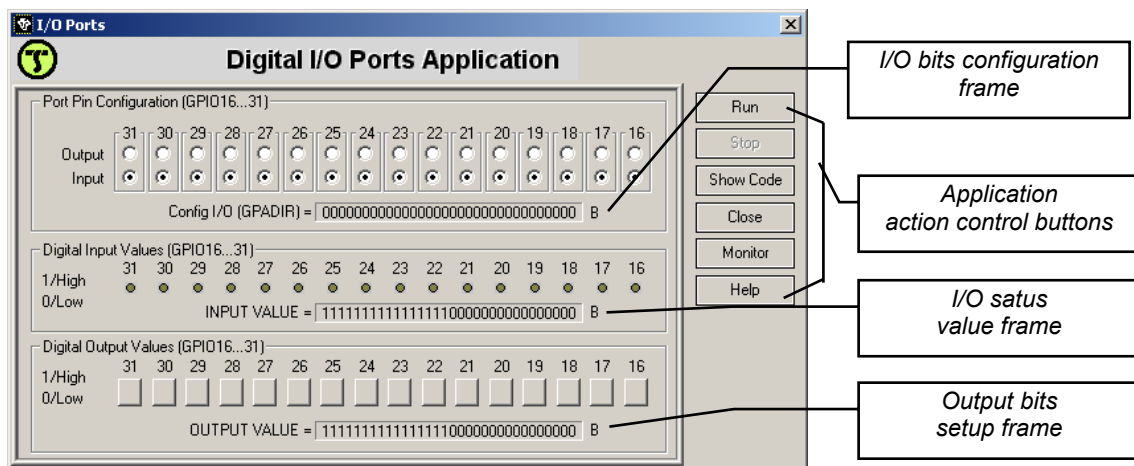 I/O Ports
Digital I/O Ports Application
Port Pin Configuration (GPIO16...31)
31 30 29 28 27 26 25 24 23 22 21 20 19 18 17 16
Output
Input
Config I/O (GPADIR) = 00000000000000000000000000000000 B
Digital Input Values (GPIO16...31)
31 30 29 28 27 26 25 24 23 22 21 20 19 18 17 16
1/High
0/Low
INPUT VALUE = 11111111111111110000000000000000 B
Digital Output Values (GPIO16...31)
31 30 29 28 27 26 25 24 23 22 21 20 19 18 17 16
1/High
0/Low
OUTPUT VALUE = 11111111111111110000000000000000 B
Run
Stop
Show Code
Close
Monitor
Help
I/O bits configuration
frame
Application
action control buttons
I/O satus
value frame
Output bits
setup frame